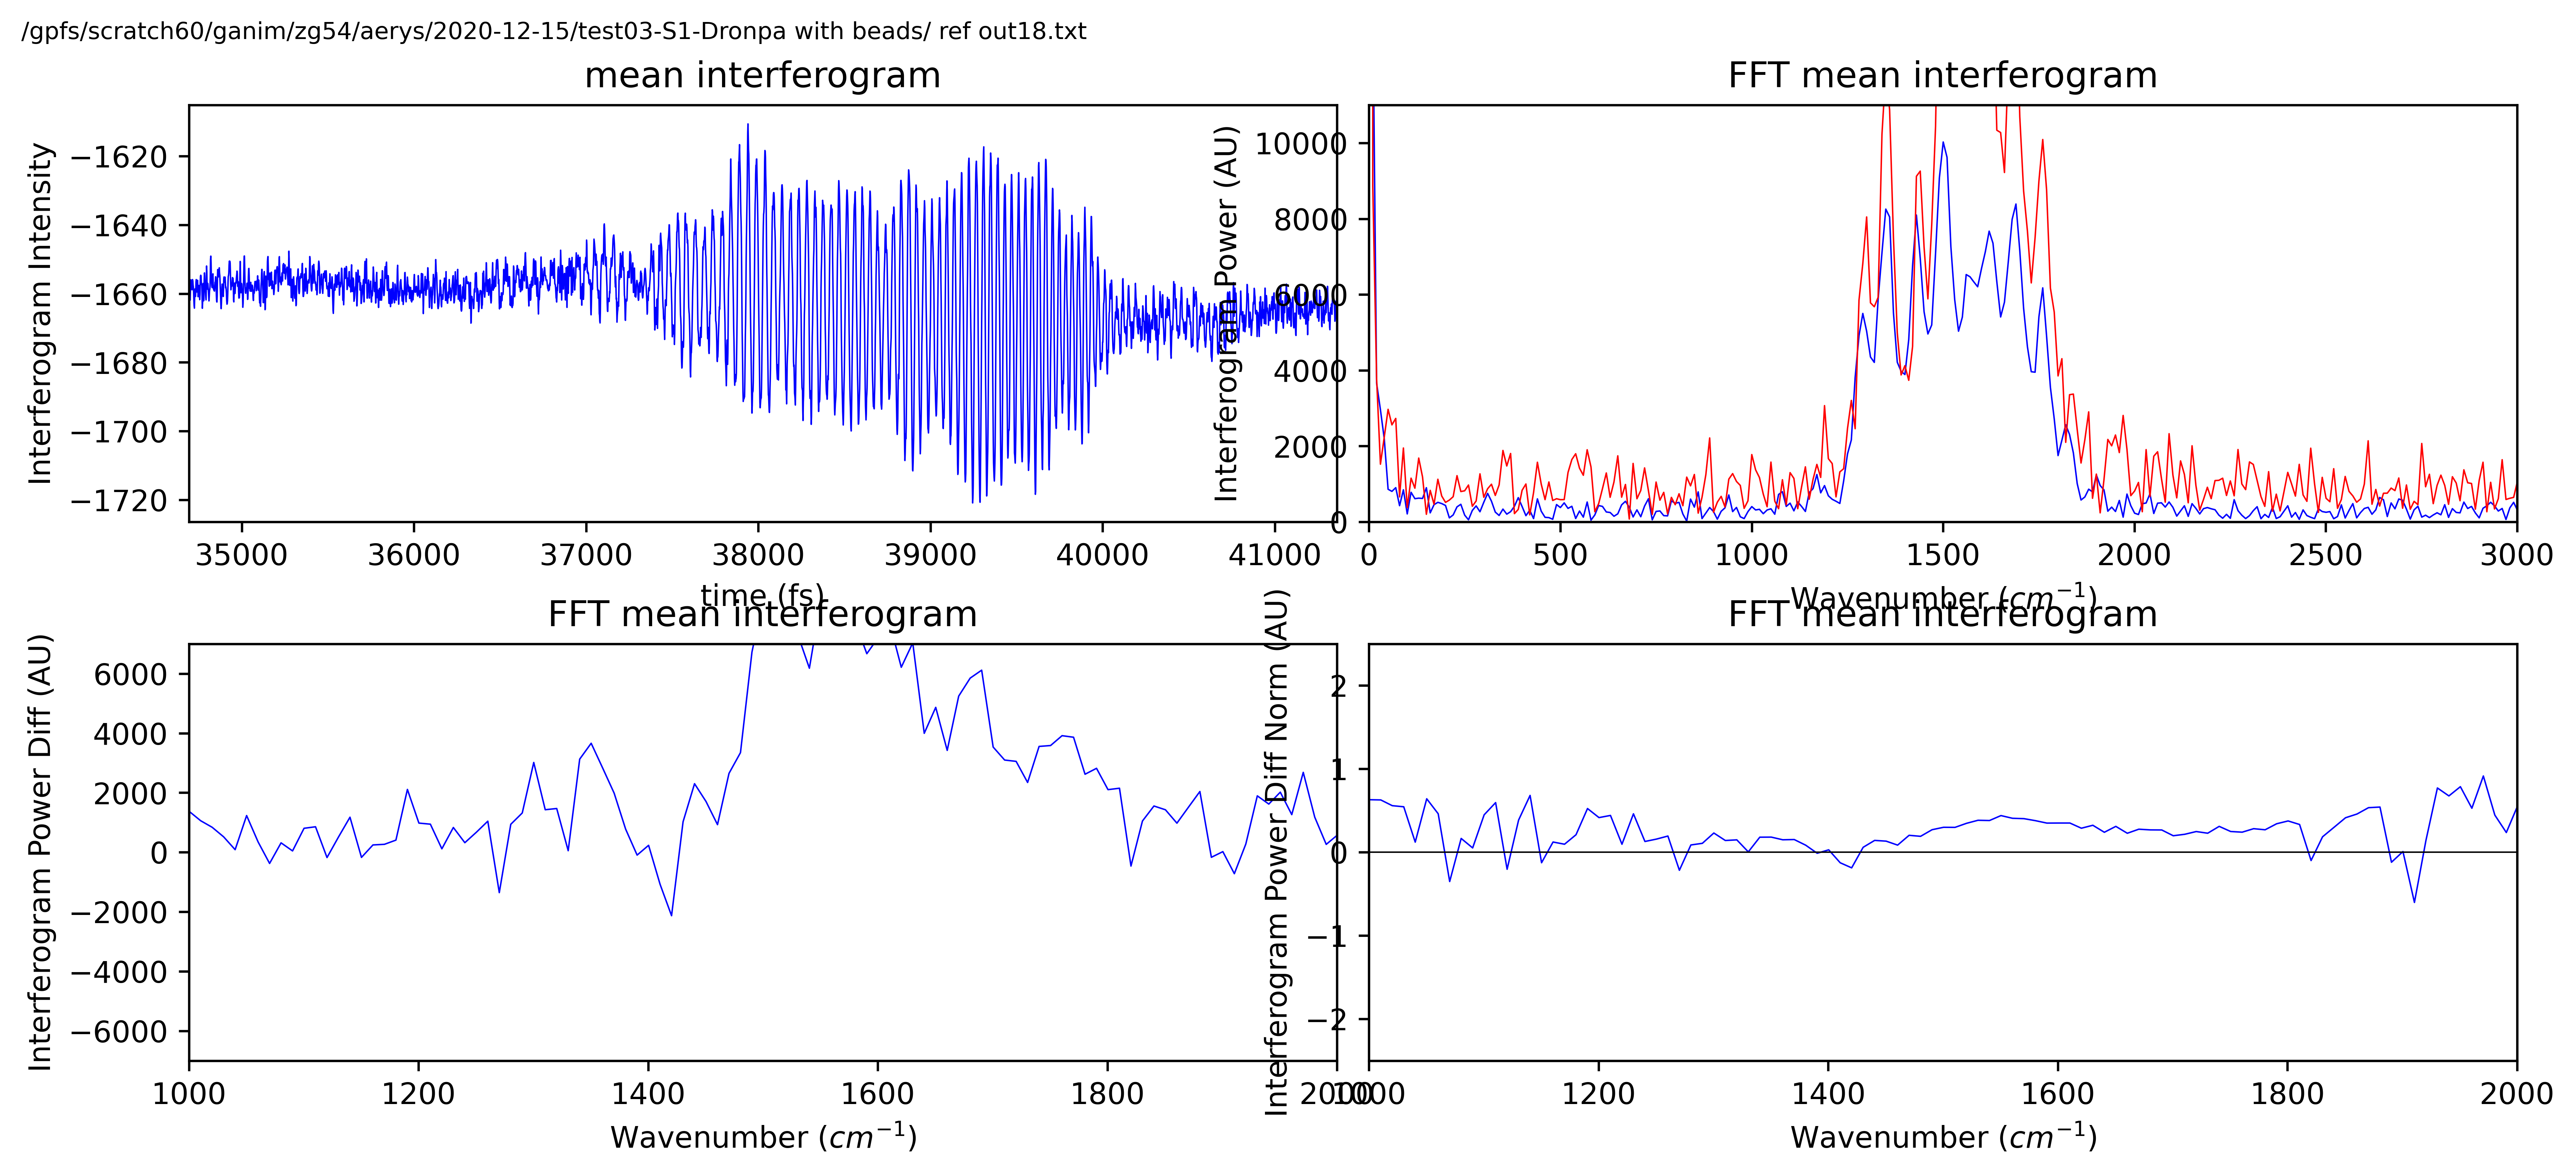 /gpfs/scratch60/ganim/zg54/aerys/2020-12-15/test03-S1-Dronpa with beads/ ref out18.txt
mean interferogram
Interferogram Intensity
−1620
−1640
−1660
−1680
−1700
−1720
35000 36000 37000 38000 39000 40000 41000
time (fs)
FFT mean interferogram
Interferogram Power (AU)
10000
8000
6000
4000
2000
0
0 500 1000 1500 2000 2500 3000
Wavenumber (cm⁻¹)
FFT mean interferogram
Interferogram Power Diff (AU)
6000
4000
2000
0
−2000
−4000
−6000
1000 1200 1400 1600 1800 2000
Wavenumber (cm⁻¹)
FFT mean interferogram
Interferogram Power Diff Norm (AU)
2
1
0
−1
−2
1000 1200 1400 1600 1800 2000
Wavenumber (cm⁻¹)